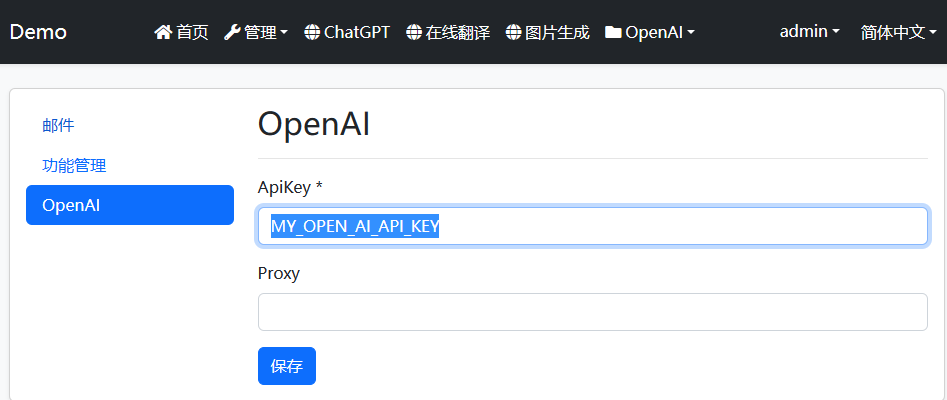 Demo 首页 管理 ChatGPT 在线翻译 图片生成 OpenAI admin 简体中文
邮件
功能管理
OpenAI
OpenAI
ApiKey *
MY_OPEN_AI_API_KEY
Proxy
保存